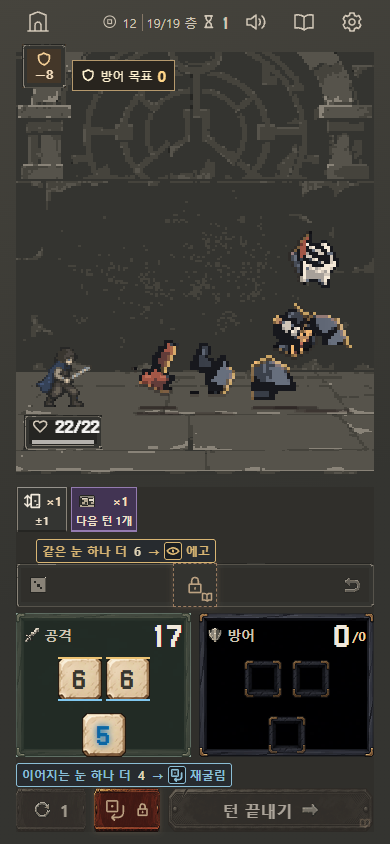 12 19/19 층 1
−8
방어 목표 0
22/22
×1
±1
×1
다음 턴 1개
같은 눈 하나 더 6 → 예고
공격 17
방어 0/0
6 6
5
이어지는 눈 하나 더 4 → 재굴림
1
턴 끝내기